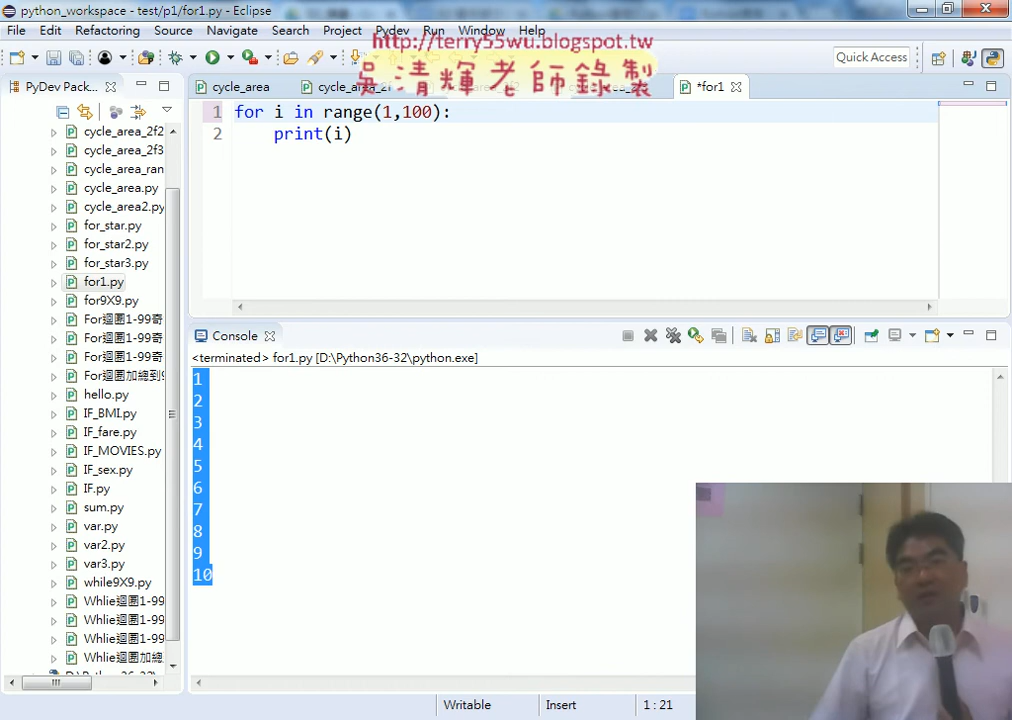 python_workspace - test/p1/for1.py - Eclipse
File Edit Refactoring Source Navigate Search Project Pydev Run Window Help
http://terry55wu.blogspot.tw
吳清輝老師錄製
Quick Access
PyDev Pack...
cycle_area
cycle_area_2f
*for1
1 for i in range(1,100):
2 print(i)
cycle_area_2f2
cycle_area_2f3
cycle_area_ran
cycle_area.py
cycle_area2.py
for_star.py
for_star2.py
for_star3.py
for1.py
for9X9.py
For迴圈1-99奇
For迴圈1-99奇
For迴圈1-99奇
For迴圈加總到9
hello.py
IF_BMI.py
IF_fare.py
IF_MOVIES.py
IF_sex.py
IF.py
sum.py
var.py
var2.py
var3.py
while9X9.py
Whlie迴圈1-99
Whlie迴圈1-99
Whlie迴圈1-99
Whlie迴圈加總
Console
<terminated> for1.py [D:\Python36-32\python.exe]
1
2
3
4
5
6
7
8
9
10
Writable
Insert
1 : 21